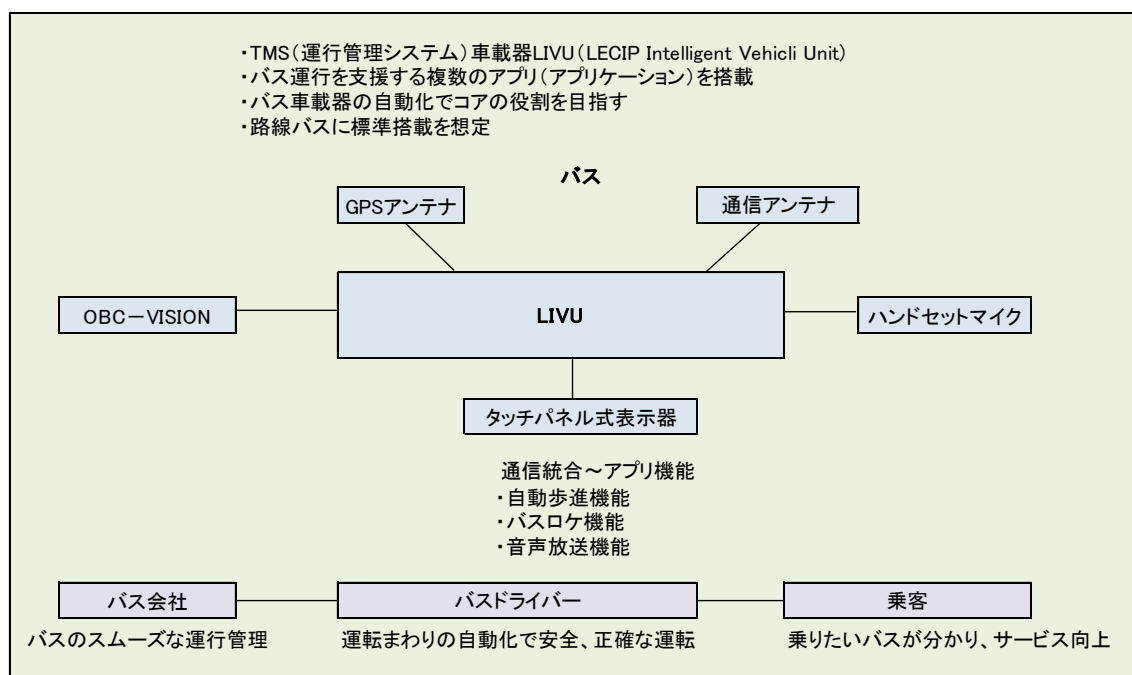 ・TMS(運行管理システム)車載器LIVU(LECIP Intelligent Vehicli Unit)
・バス運行を支援する複数のアプリ(アプリケーション)を搭載
・バス車載器の自動化でコアの役割を目指す
・路線バスに標準搭載を想定
バス
GPSアンテナ
通信アンテナ
OBC-VISION
LIVU
ハンドセットマイク
タッチパネル式表示器
通信統合~アプリ機能
・自動歩進機能
・バスロケ機能
・音声放送機能
バス会社
バスドライバー
乗客
バスのスムーズな運行管理
運転まわりの自動化で安全、正確な運転
乗りたいバスが分かり、サービス向上